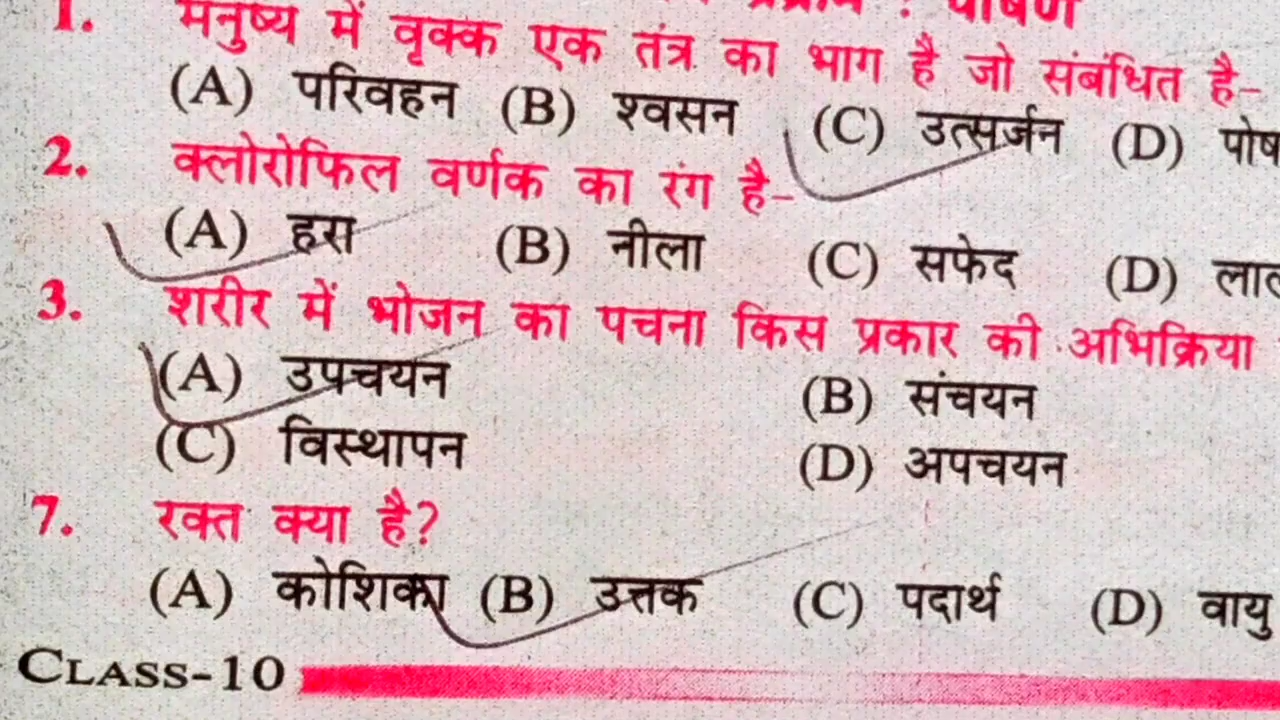 : पोषण
1. मनुष्य में वृक्क एक तंत्र का भाग है जो संबंधित है-
(A) परिवहन (B) श्वसन (C) उत्सर्जन (D)
2. क्लोरोफिल वर्णक का रंग है-
(A) हरा (B) नीला (C) सफेद (D)
3. शरीर में भोजन का पचना किस प्रकार की अभिक्रिया
(A) उपचयन (B) संचयन
(C) विस्थापन (D) अपचयन
7. रक्त क्या है?
(A) कोशिका (B) उत्तक (C) पदार्थ (D) वायु
CLASS-10